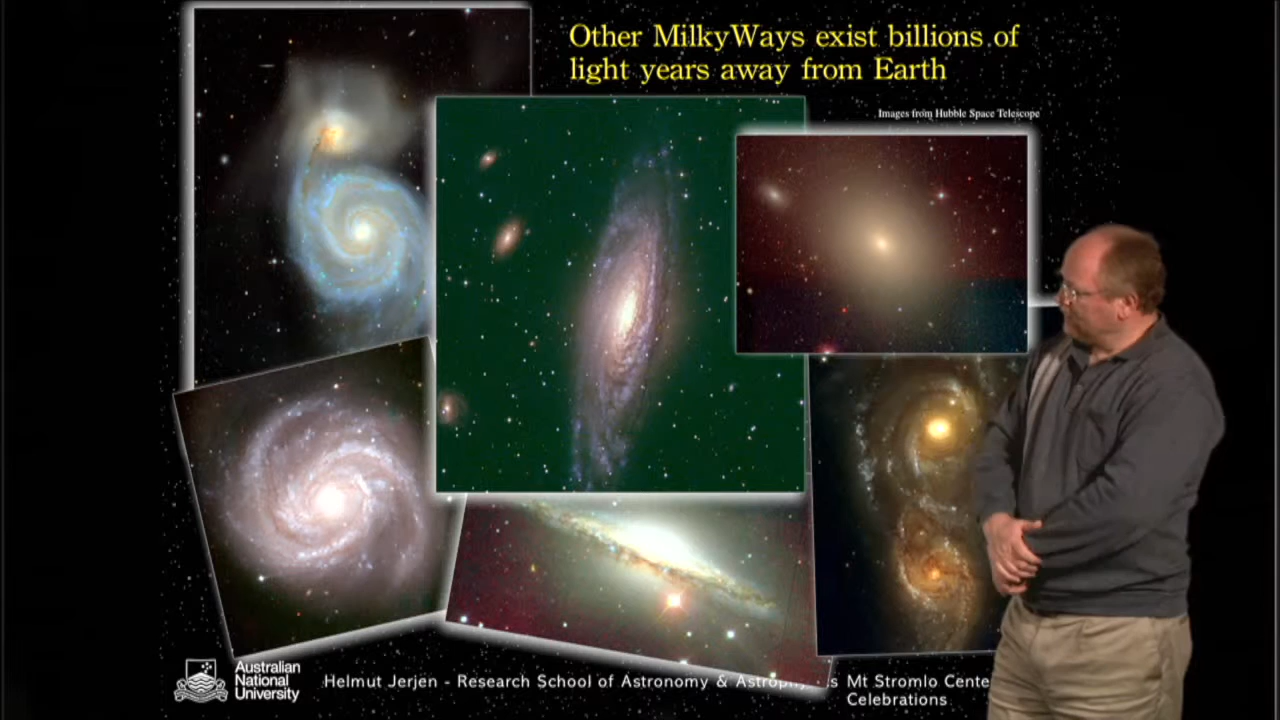 Other MilkyWays exist billions of
light years away from Earth
Images from Hubble Space Telescope
Australian
National
University
Helmut Jerjen - Research School of Astronomy &
Mt Stromlo
Celebrations